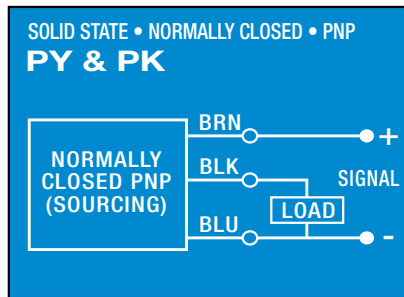 SOLID STATE • NORMALLY CLOSED • PNP
PY & PK
BRN
+
NORMALLY
CLOSED PNP
(SOURCING)
BLK
SIGNAL
LOAD
BLU
-